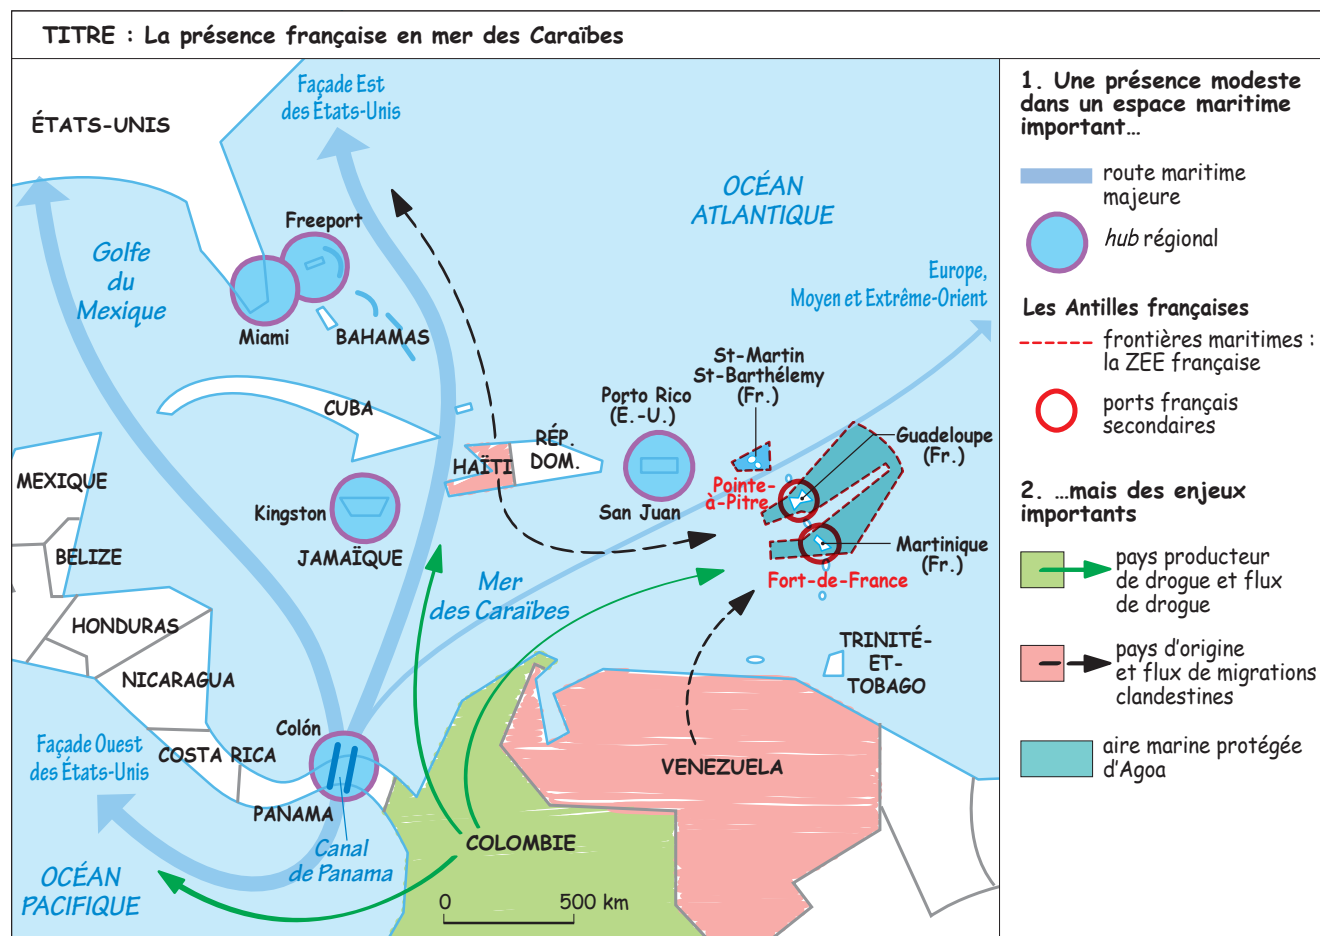 TITRE : La présence française en mer des Caraïbes
Façade Est
des États-Unis
ÉTATS-UNIS
OCÉAN
ATLANTIQUE
Freeport
Golfe
du
Mexique
Europe,
Moyen et Extrême-Orient
Miami
BAHAMAS
St-Martin
St-Barthélemy
(Fr.)
Porto Rico
(É.-U.)
CUBA
Guadeloupe
(Fr.)
RÉP.
DOM.
HAÏTI
MEXIQUE
Pointe-
à-Pitre
Kingston
San Juan
JAMAÏQUE
BELIZE
Martinique
(Fr.)
Fort-de-France
Mer
des Caraïbes
HONDURAS
TRINITÉ-
ET-
TOBAGO
NICARAGUA
Colón
Façade Ouest
des États-Unis
COSTA RICA
VENEZUELA
PANAMA
COLOMBIE
Canal
de Panama
OCÉAN
PACIFIQUE
0 500 km
1. Une présence modeste
dans un espace maritime
important...
route maritime
majeure
hub régional
Les Antilles françaises
frontières maritimes :
la ZEE française
ports français
secondaires
2. ...mais des enjeux
importants
pays producteur
de drogue et flux
de drogue
pays d'origine
et flux de migrations
clandestines
aire marine protégée
d'Agoa